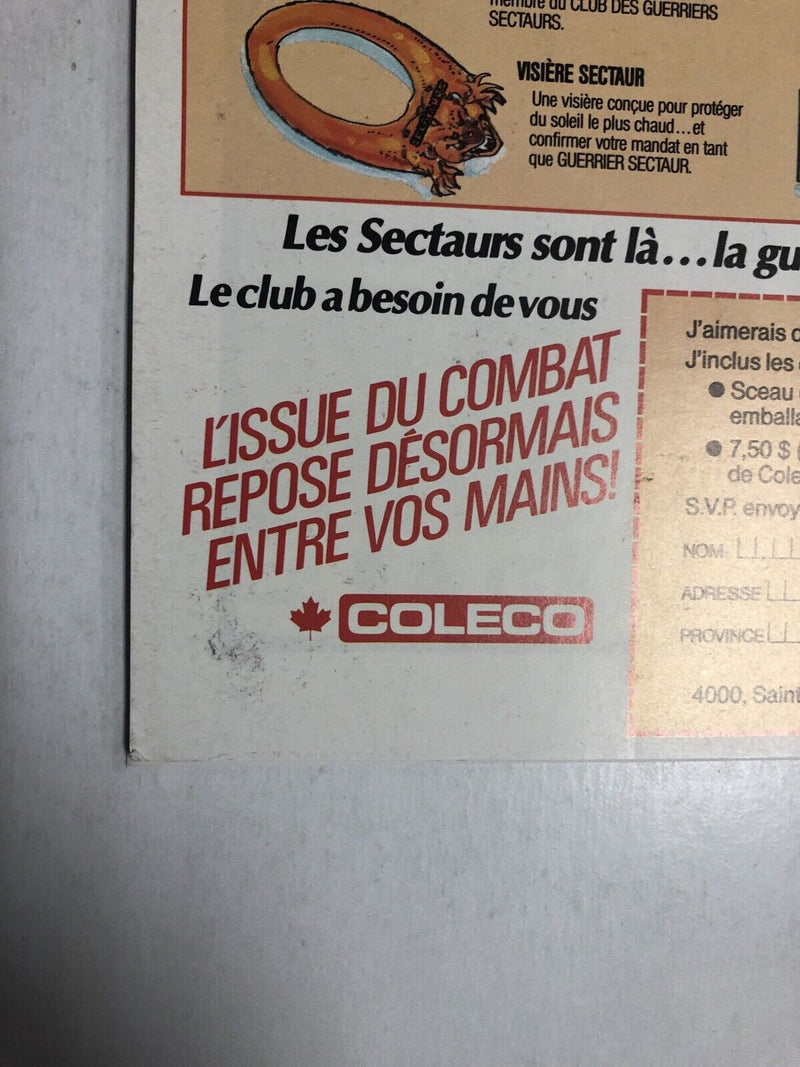 membre du CLUB DES GUERRIERS
SECTAURS.
VISIÈRE SECTAUR
Une visière conçue pour protéger
du soleil le plus chaud...et
confirmer votre mandat en tant
que GUERRIER SECTAUR.
Les Sectaurs sont là...la gu
Le club a besoin de vous
L'ISSUE DU COMBAT
REPOSE DÉSORMAIS
ENTRE VOS MAINS!
COLECO
J'aimerais
J'inclus les
● Sceau
emballa
● 7,50 $
de Cole
S.V.P. envoy
NOM
ADRESSE
PROVINCE
4000, Saint